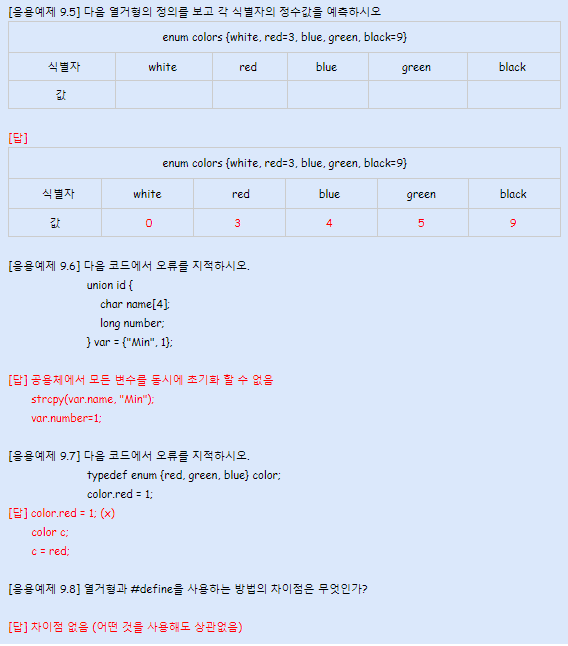 [응용예제 9.5] 다음 열거형의 정의를 보고 각 식별자의 정수값을 예측하시오
enum colors {white, red=3, blue, green, black=9}
식별자 white red blue green black
값
[답]
enum colors {white, red=3, blue, green, black=9}
식별자 white red blue green black
값 0 3 4 5 9
[응용예제 9.6] 다음 코드에서 오류를 지적하시오.
union id {
char name[4];
long number;
} var = {"Min", 1};
[답] 공용체에서 모든 변수를 동시에 초기화 할 수 없음
strcpy(var.name, "Min");
var.number=1;
[응용예제 9.7] 다음 코드에서 오류를 지적하시오.
typedef enum {red, green, blue} color;
color.red = 1;
[답] color.red = 1; (x)
color c;
c = red;
[응용예제 9.8] 열거형과 #define을 사용하는 방법의 차이점은 무엇인가?
[답] 차이점 없음 (어떤 것을 사용해도 상관없음)